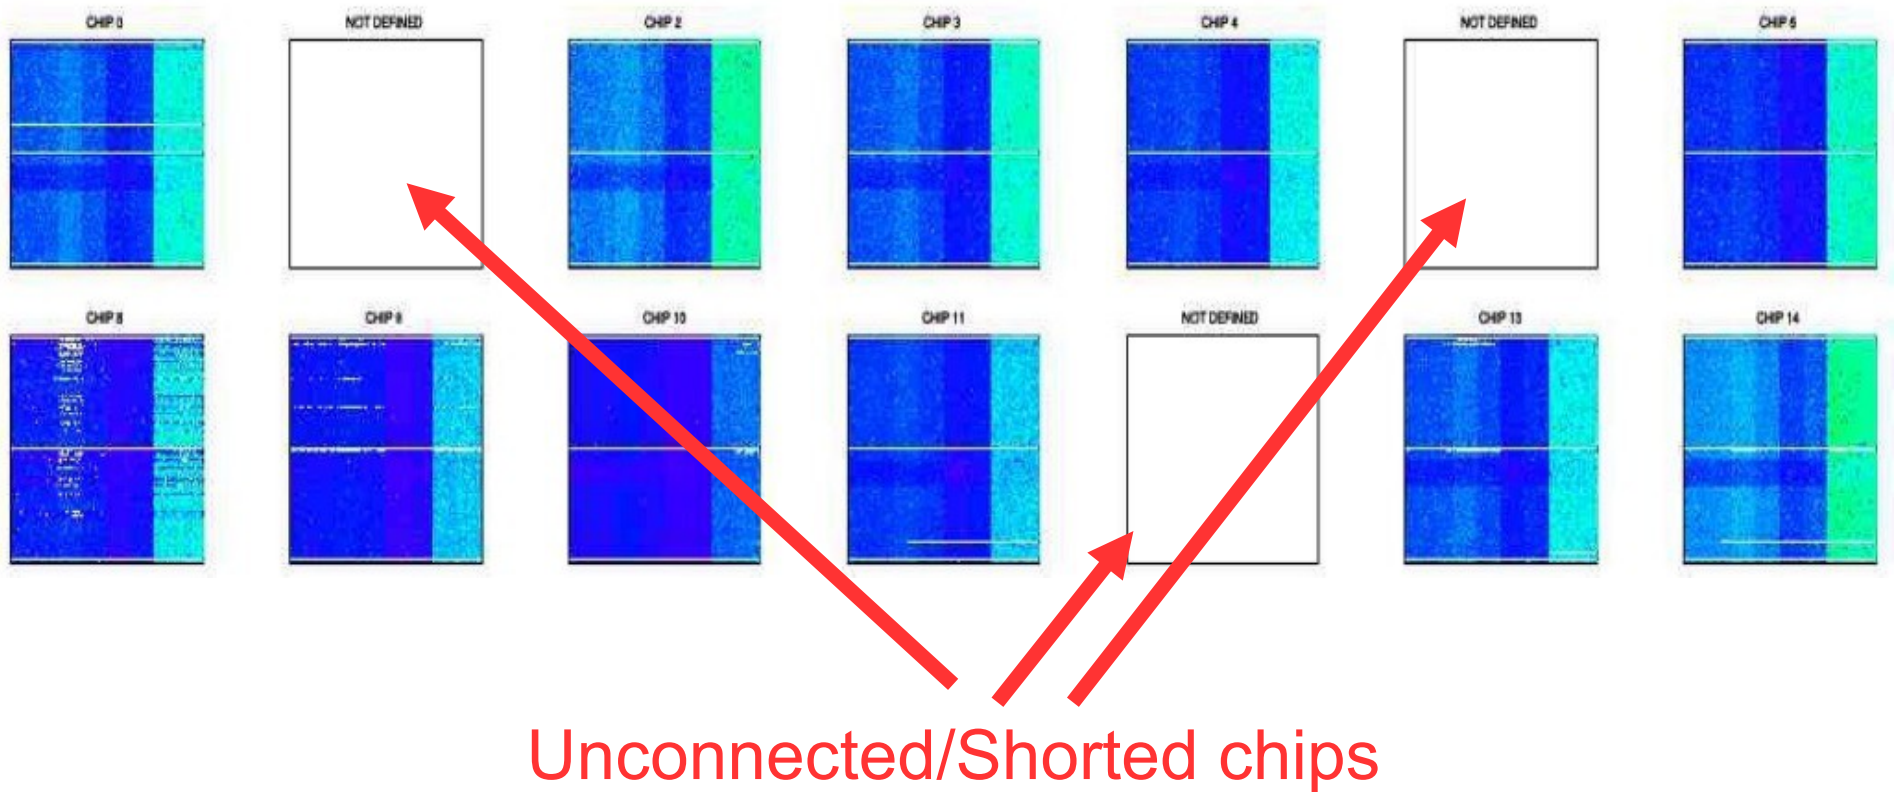 CHIP 0 NOT DEFINED CHIP 2 CHIP 3 CHIP 4 NOT DEFINED CHIP 6
CHIP 8 CHIP 9 CHIP 10 CHIP 11 NOT DEFINED CHIP 13 CHIP 14
Unconnected/Shorted chips